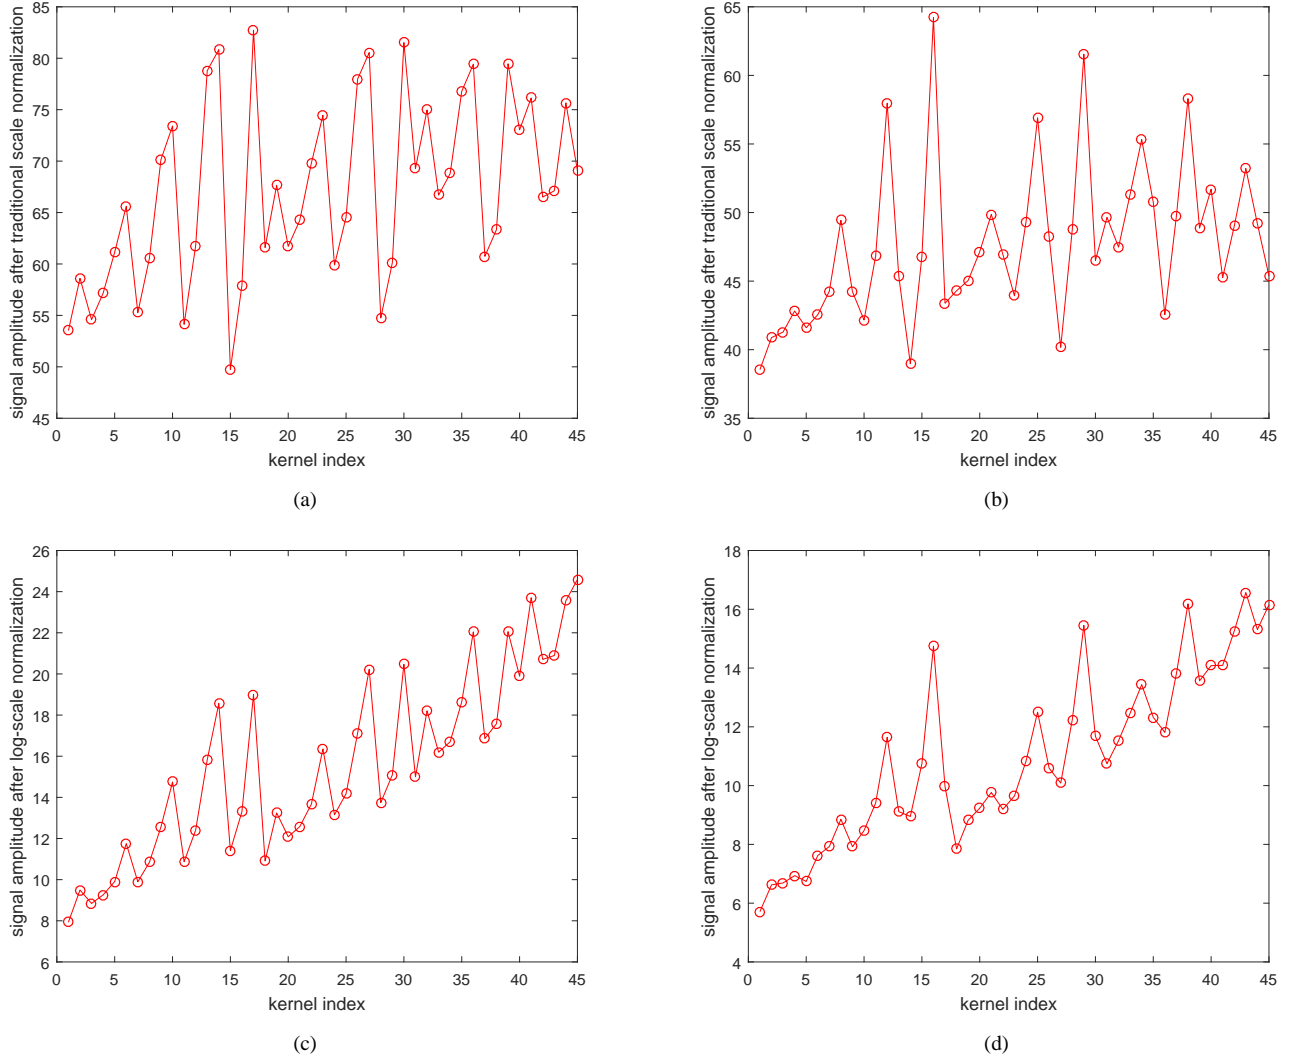 signal amplitude after traditional scale normalization
85
80
75
70
65
60
55
50
45
0 5 10 15 20 25 30 35 40 45
kernel index
(a)
signal amplitude after traditional scale normalization
65
60
55
50
45
40
35
0 5 10 15 20 25 30 35 40 45
kernel index
(b)
signal amplitude after log-scale normalization
26
24
22
20
18
16
14
12
10
8
6
0 5 10 15 20 25 30 35 40 45
kernel index
(c)
signal amplitude after log-scale normalization
18
16
14
12
10
8
6
4
0 5 10 15 20 25 30 35 40 45
kernel index
(d)